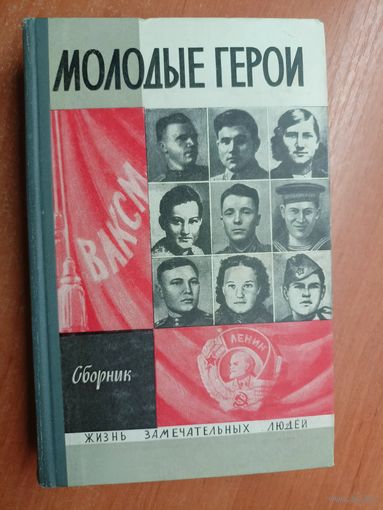 МОЛОДЫЕ ГЕРОИ
ВЛКСМ
ЛЕНИН
Сборник
ЖИЗНЬ ЗАМЕЧАТЕЛЬНЫХ ЛЮДЕЙ